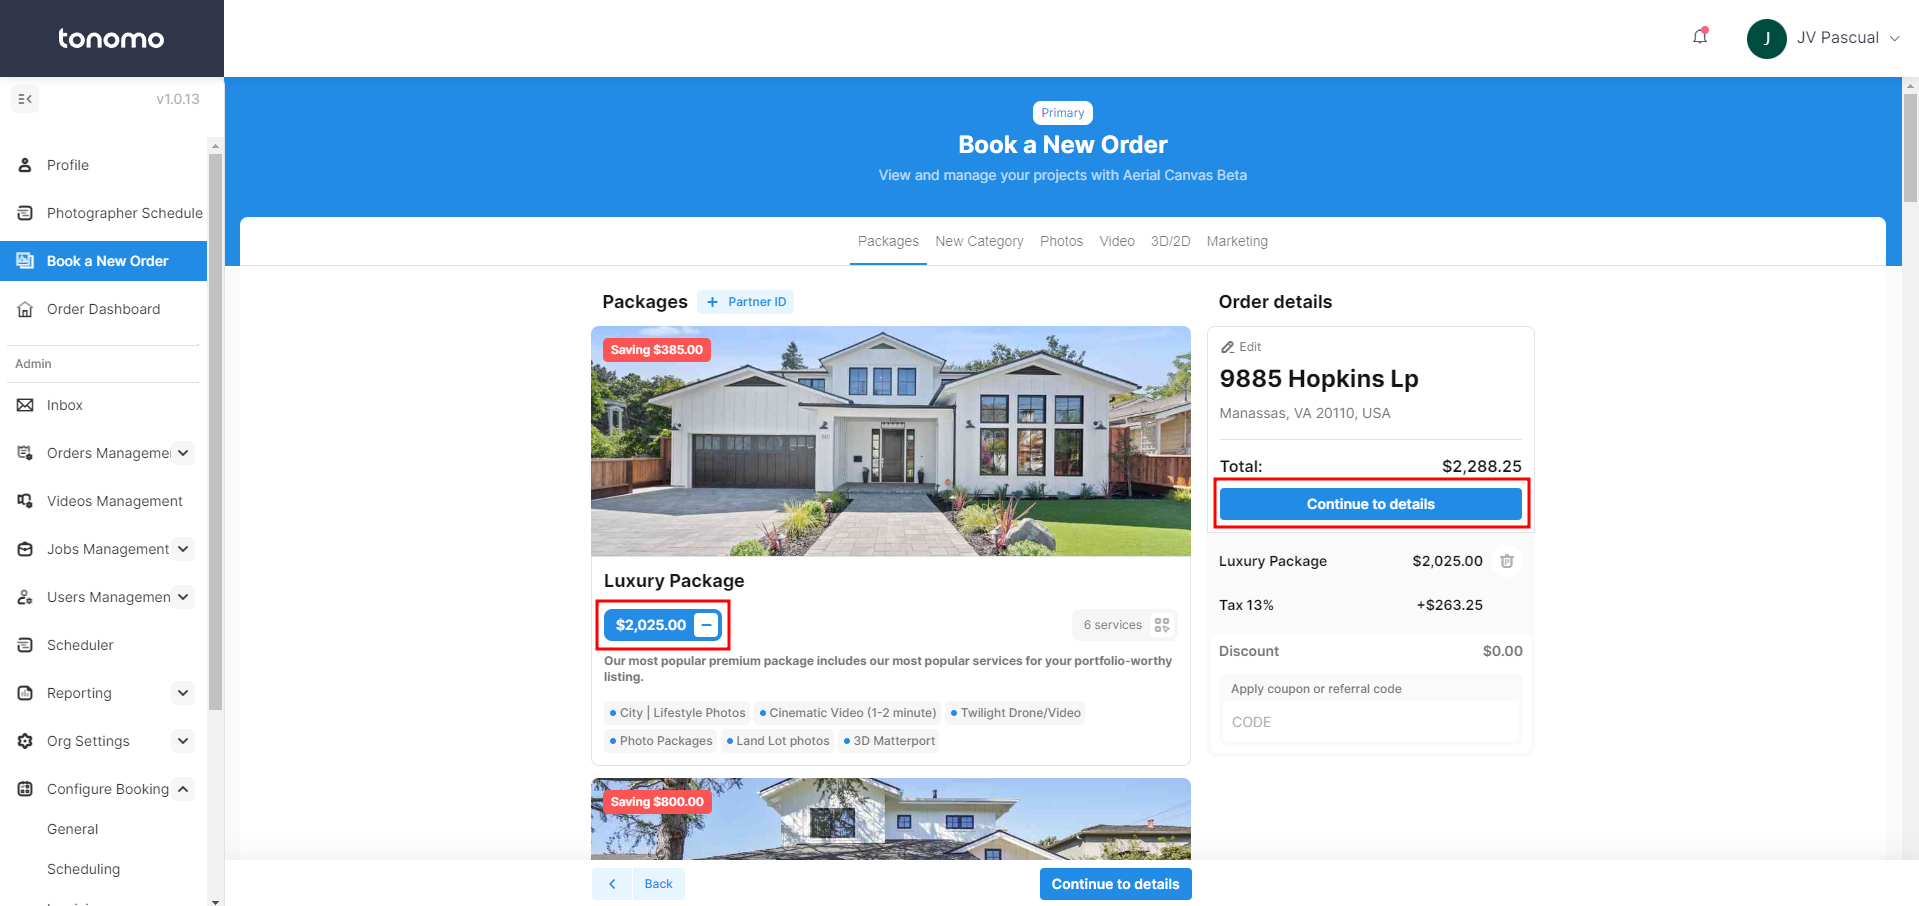 tonomo
JV Pascual
J
v1.0.13
Profile
Photographer Schedule
Book a New Order
Order Dashboard
Admin
Inbox
Orders Manageme
Videos Management
Jobs Management
Users Managemen
Scheduler
Reporting
Org Settings
Configure Booking
General
Scheduling
Primary
Book a New Order
View and manage your projects with Aerial Canvas Beta
Packages New Category Photos Video 3D/2D Marketing
Packages + Partner ID
Saving $385.00
Luxury Package
$2,025.00 −
6 services
Our most popular premium package includes our most popular services for your portfolio-worthy
listing.
City | Lifestyle Photos Cinematic Video (1-2 minute) Twilight Drone/Video
Photo Packages Land Lot photos 3D Matterport
Saving $800.00
Order details
Edit
9885 Hopkins Lp
Manassas, VA 20110, USA
Total: $2,288.25
Continue to details
Luxury Package $2,025.00
Tax 13% +$263.25
Discount $0.00
Apply coupon or referral code
CODE
Back
Continue to details